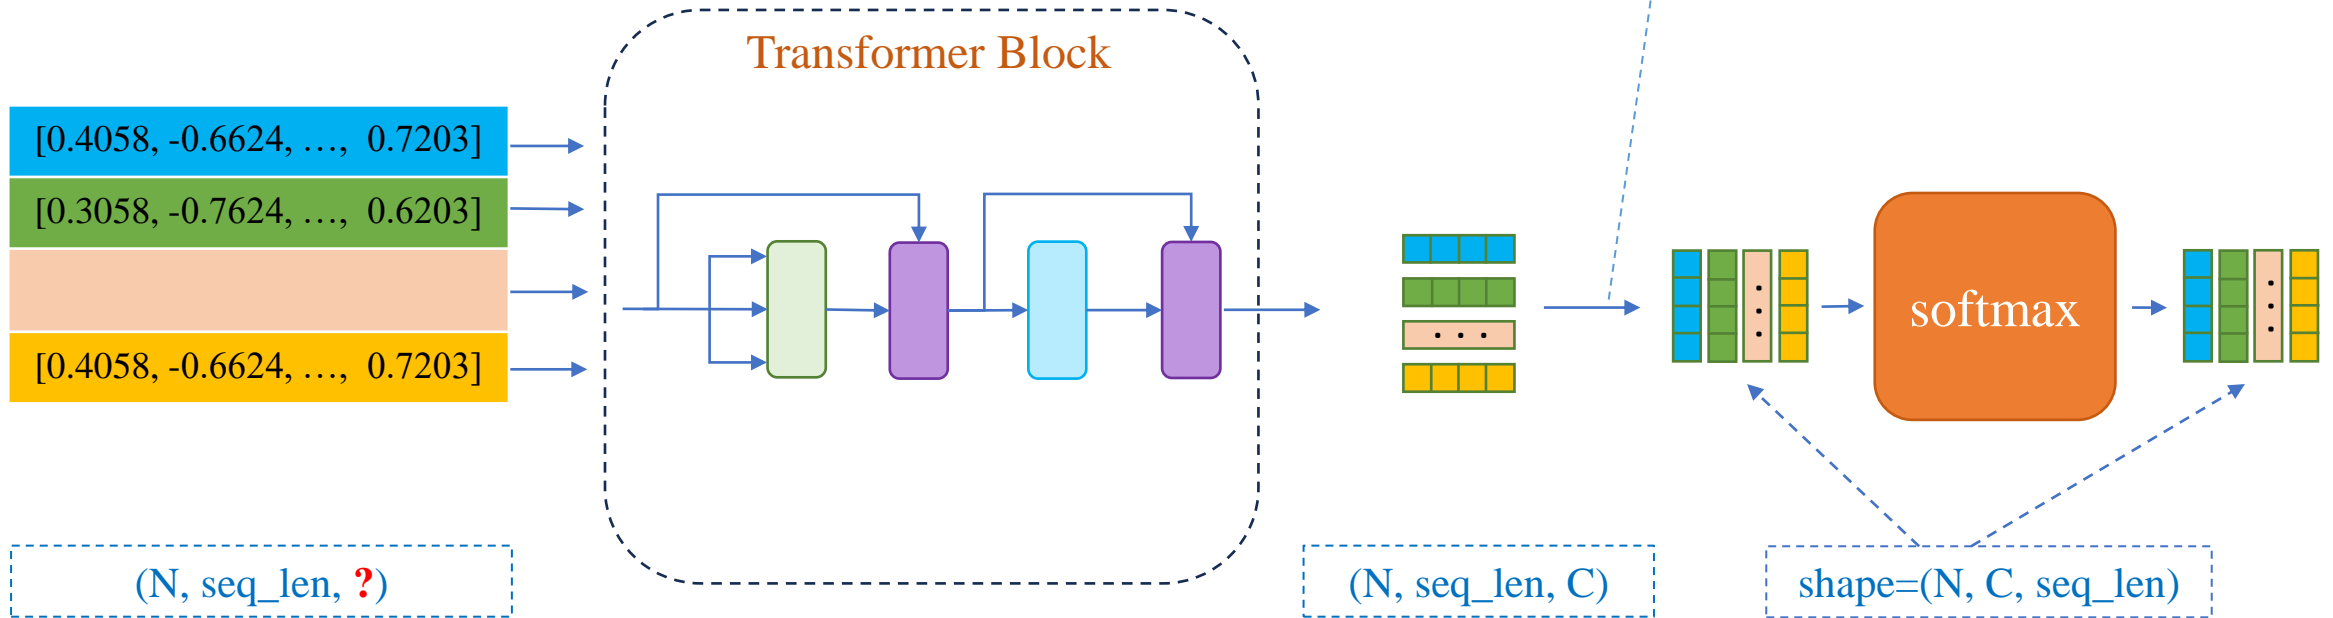 Transformer Block
[0.4058, -0.6624, …, 0.7203]
[0.3058, -0.7624, …, 0.6203]
[0.4058, -0.6624, …, 0.7203]
softmax
(N, seq_len, ?)
(N, seq_len, C)
shape=(N, C, seq_len)